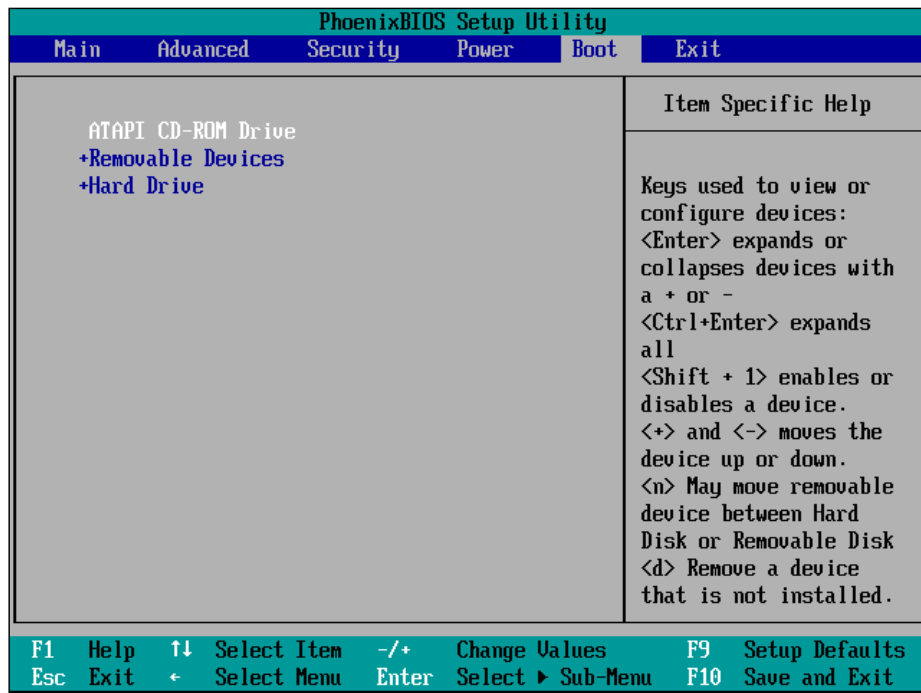 PhoenixBIOS Setup Utility
Main Advanced Security Power Boot Exit
ATAPI CD-ROM Drive
+Removable Devices
+Hard Drive
Item Specific Help
Keys used to view or
configure devices:
<Enter> expands or
collapses devices with
a + or -
<Ctrl+Enter> expands
all
<Shift + 1> enables or
disables a device.
<+> and <-> moves the
device up or down.
<n> May move removable
device between Hard
Disk or Removable Disk
<d> Remove a device
that is not installed.
F1 Help ↑↓ Select Item -/+ Change Values F9 Setup Defaults
Esc Exit ← Select Menu Enter Select ▶ Sub-Menu F10 Save and Exit